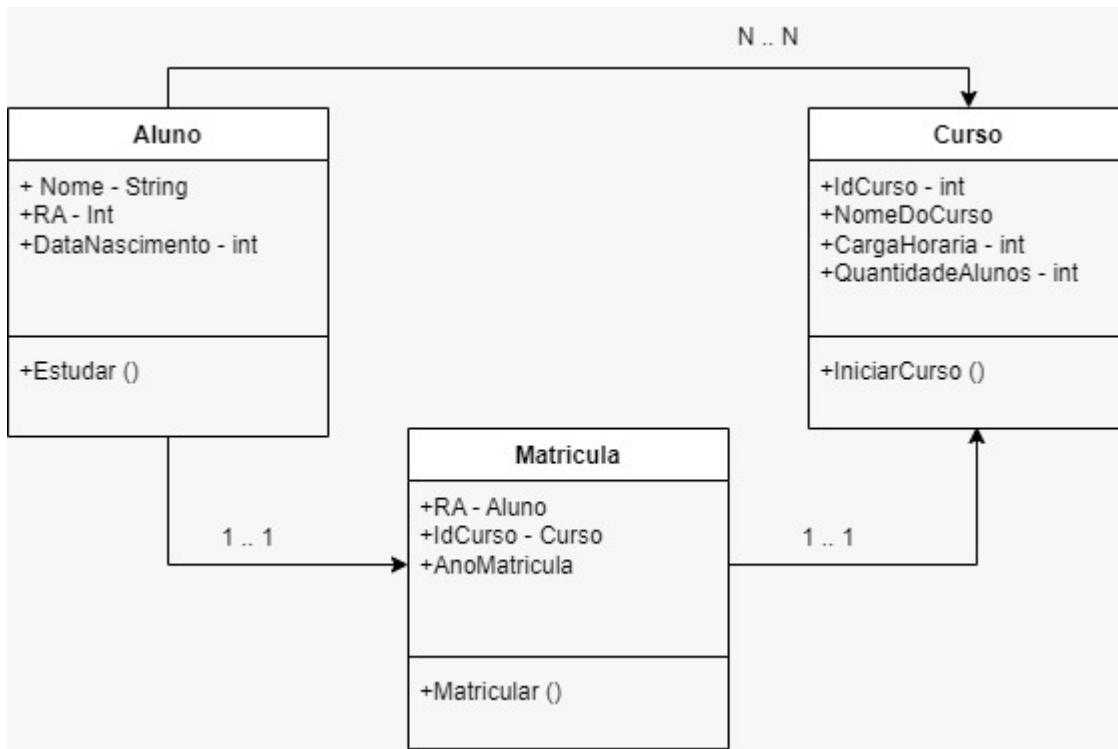 N .. N
Aluno
+ Nome - String
+RA - Int
+DataNascimento - int
+Estudar ()
Curso
+IdCurso - int
+NomeDoCurso
+CargaHoraria - int
+QuantidadeAlunos - int
+IniciarCurso ()
1 .. 1
Matricula
+RA - Aluno
+IdCurso - Curso
+AnoMatricula
+Matricular ()
1 .. 1